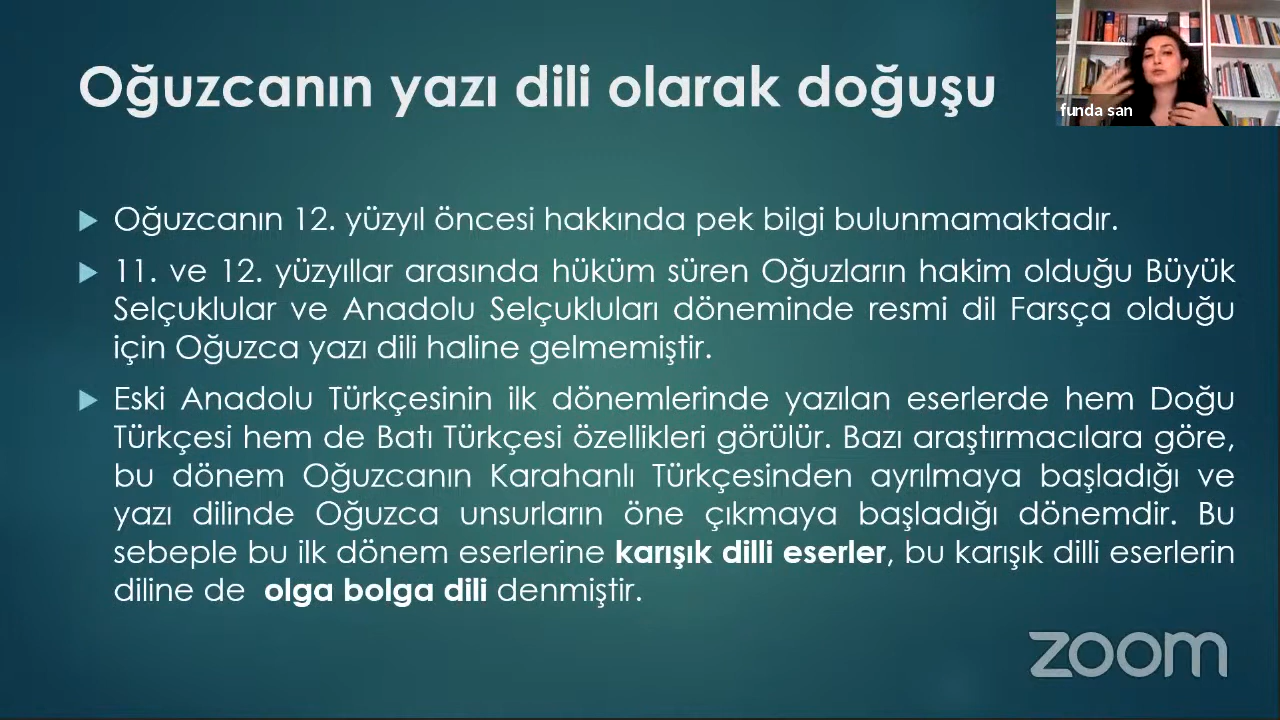 Oğuzcanın yazı dili olarak doğuşu
funda san
Oğuzcanın 12. yüzyıl öncesi hakkında pek bilgi bulunmamaktadır.
11. ve 12. yüzyıllar arasında hüküm süren Oğuzların hakim olduğu Büyük
Selçuklular ve Anadolu Selçukluları döneminde resmi dil Farsça olduğu
için Oğuzca yazı dili haline gelmemiştir.
Eski Anadolu Türkçesinin ilk dönemlerinde yazılan eserlerde hem Doğu
Türkçesi hem de Batı Türkçesi özellikleri görülür. Bazı araştırmacılara göre,
bu dönem Oğuzcanın Karahanlı Türkçesinden ayrılmaya başladığı ve
yazı dilinde Oğuzca unsurların öne çıkmaya başladığı dönemdir. Bu
sebeple bu ilk dönem eserlerine karışık dilli eserler, bu karışık dilli eserlerin
diline de olga bolga dili denmiştir.
zoom